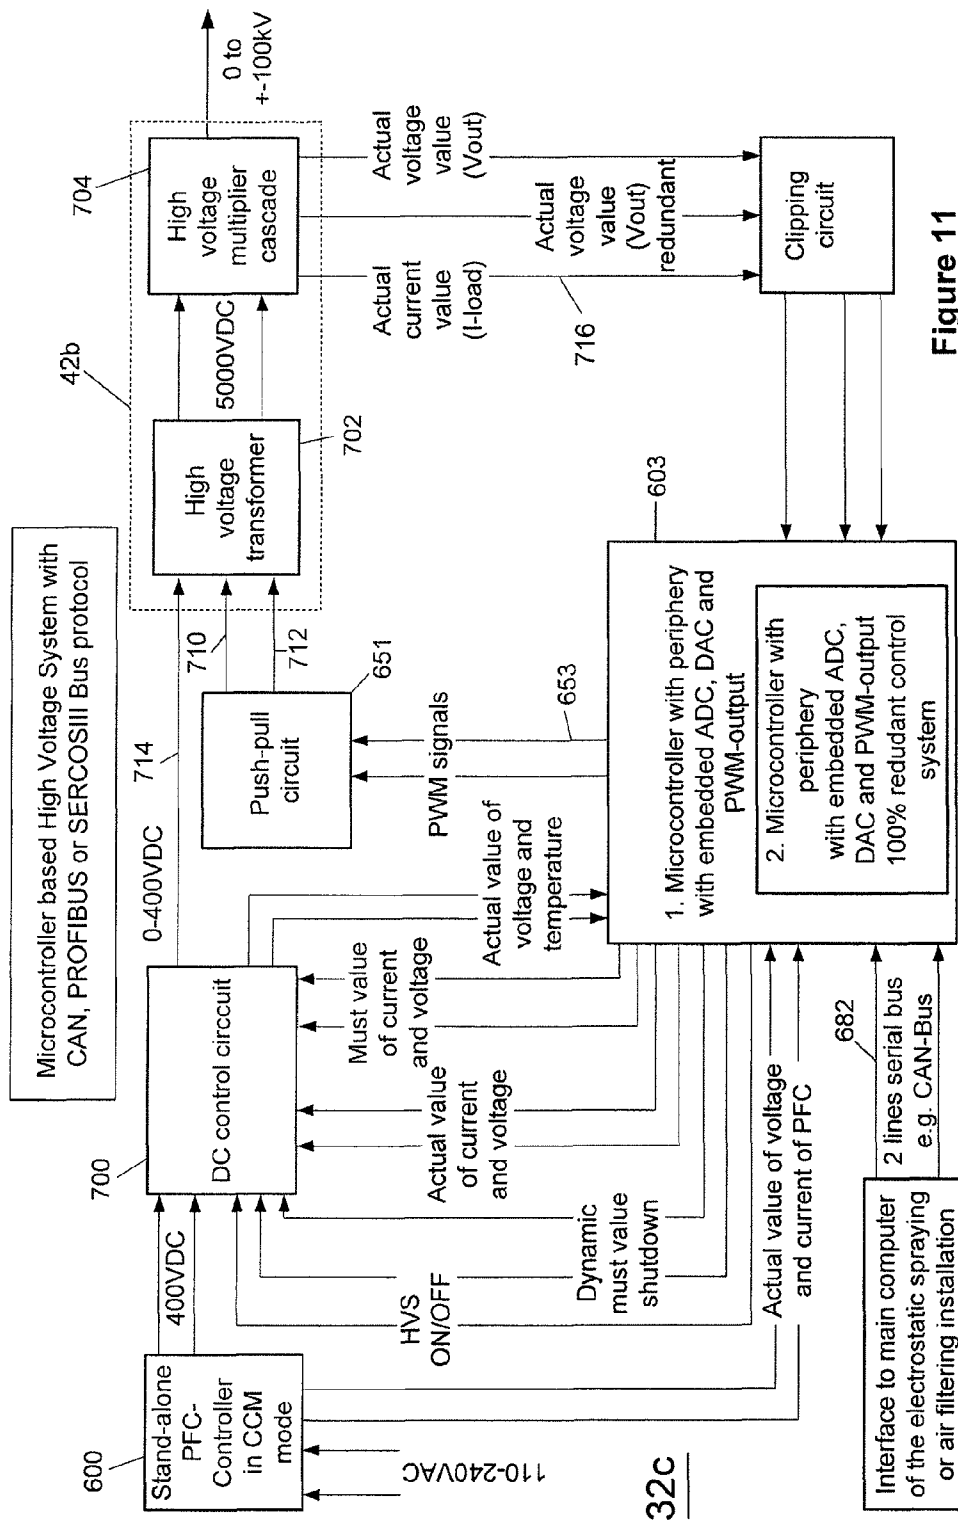 Microcontroller based High Voltage System with
CAN, PROFIBUS or SERCOSIII Bus protocol
600
Stand-alone
PFC-
Controller
in CCM
mode
400VDC
110-240VAC
700
DC control circcuit
0-400VDC
714
HVS
ON/OFF
Dynamic
must value
shutdown
Actual value
of current
and voltage
Must value
of current
and voltage
Actual value of
voltage and
temperature
Push-pull
circuit
651
710
712
PWM signals
653
42b
High
voltage
transformer
702
5000VDC
High
voltage
multiplier
cascade
704
0 to
+-100kV
Actual
current
value
(I-load)
Actual
voltage
value
(Vout)
redundant
Actual
voltage
value
(Vout)
716
Clipping
circuit
603
1. Microcontroller with periphery
with embedded ADC, DAC and
PWM-output
2. Microcontroller with
periphery
with embedded ADC,
DAC and PWM-output
100% redudant control
system
Actual value of voltage
and current of PFC
682
2 lines serial bus
e.g. CAN-Bus
Interface to main computer
of the electrostatic spraying
or air filtering installation
32c
Figure 11